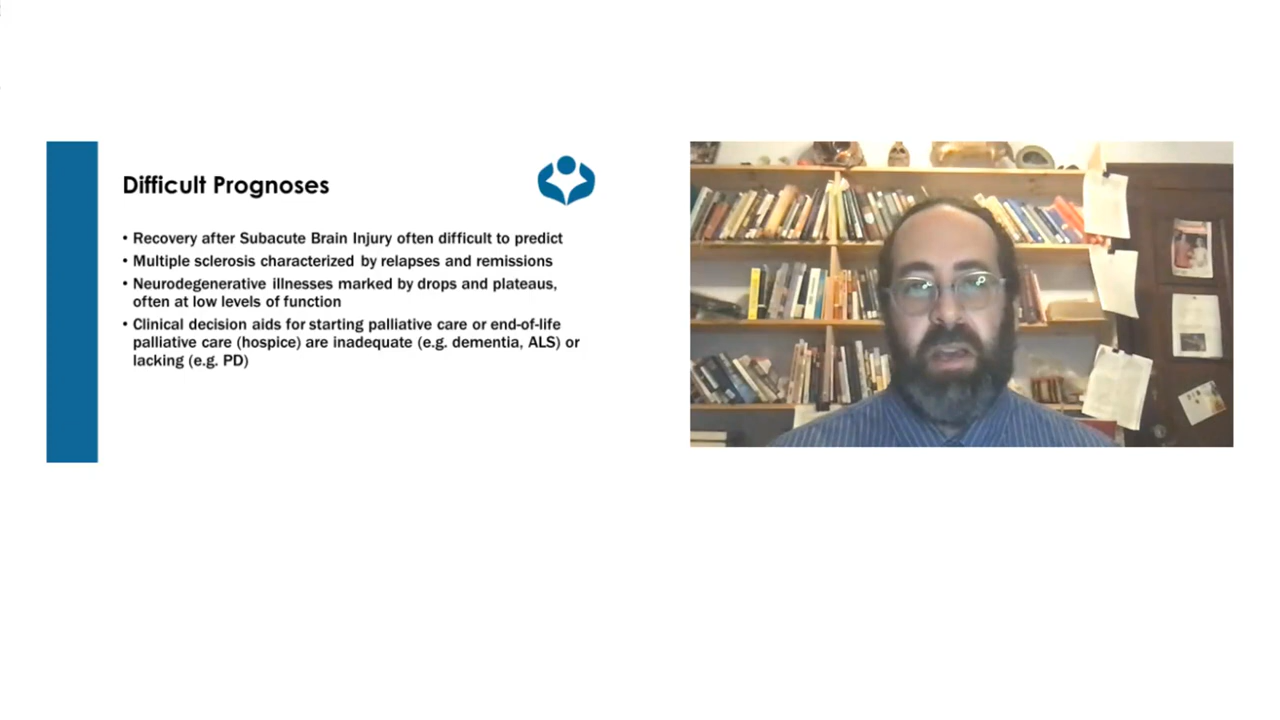 Difficult Prognoses
• Recovery after Subacute Brain Injury often difficult to predict
• Multiple sclerosis characterized by relapses and remissions
• Neurodegenerative illnesses marked by drops and plateaus,
often at low levels of function
• Clinical decision aids for starting palliative care or end-of-life
palliative care (hospice) are inadequate (e.g. dementia, ALS) or
lacking (e.g. PD)